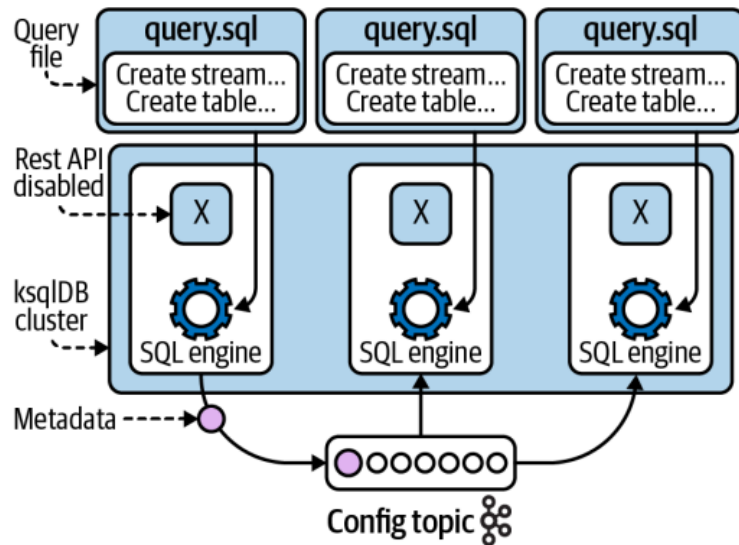 Query
file
query.sql
Create stream...
Create table...
query.sql
Create stream...
Create table...
query.sql
Create stream...
Create table...
Rest API
disabled
X
X
X
ksqlDB
cluster
SQL engine
SQL engine
SQL engine
Metadata
Config topic